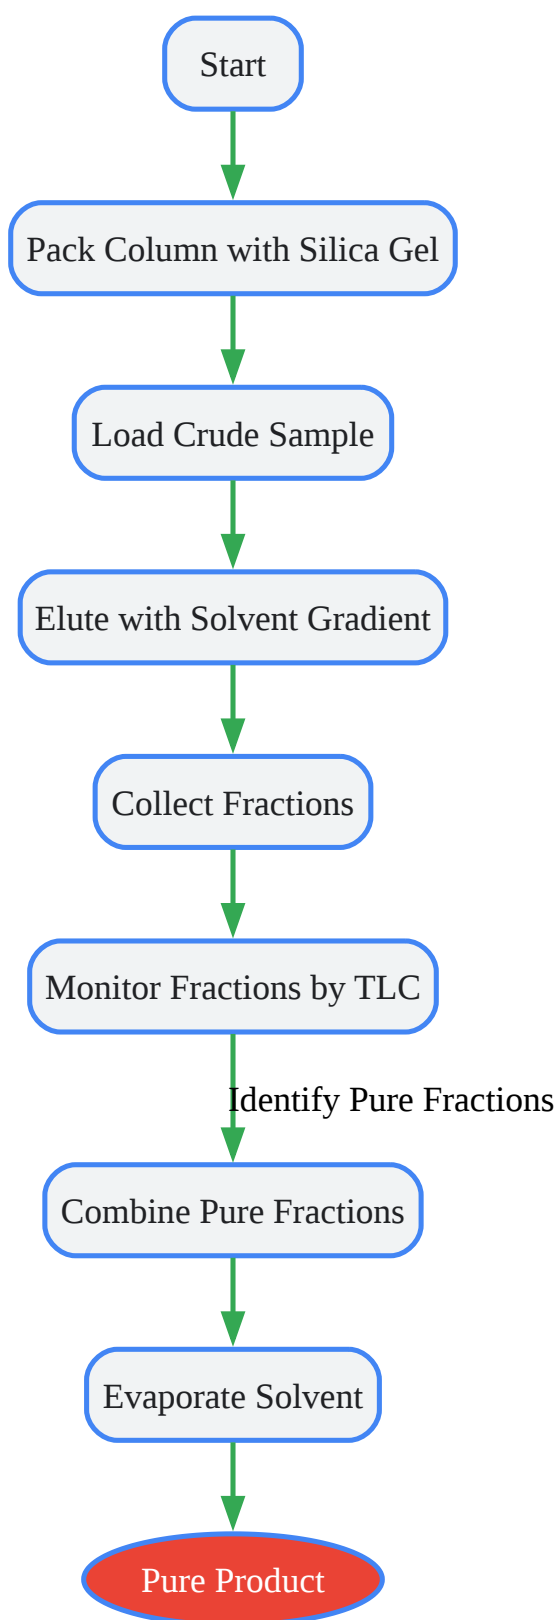 Start
Pack Column with Silica Gel
Load Crude Sample
Elute with Solvent Gradient
Collect Fractions
Monitor Fractions by TLC
Identify Pure Fractions
Combine Pure Fractions
Evaporate Solvent
Pure Product